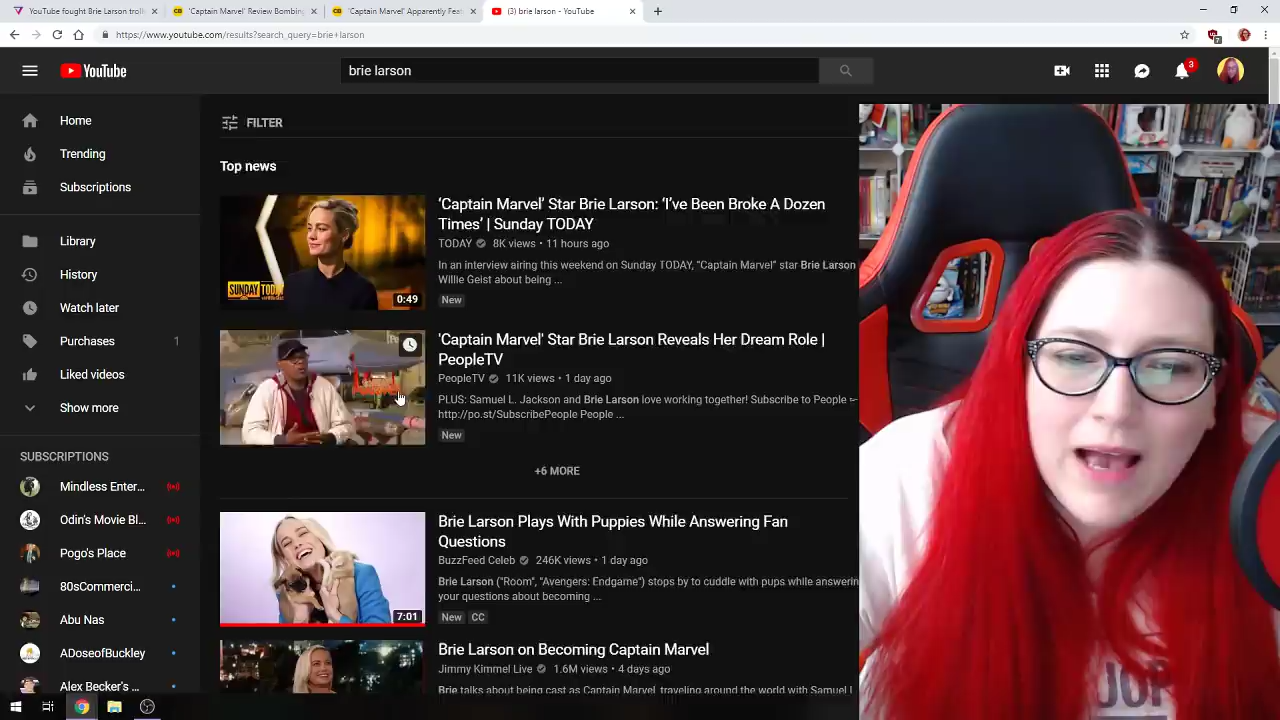 YouTube fought Brie Larson troll
'Captain Marvel' Review Bombing
'Captain Marvel' Apparently Feat
(3) brie larson - YouTube
https://www.youtube.com/results?search_query=brie+larson
YouTube
brie larson
3
Home
Trending
Subscriptions
Library
History
Watch later
Purchases 1
Liked videos
Show more
SUBSCRIPTIONS
Mindless Enter...
Odin's Movie Bl...
Pogo's Place
80sCommerci...
Abu Nas
ADoseofBuckley
Alex Becker's ...
FILTER
Top news
SUNDAY TODAY
0:49
‘Captain Marvel’ Star Brie Larson: ‘I’ve Been Broke A Dozen
Times’ | Sunday TODAY
TODAY 8K views • 11 hours ago
In an interview airing this weekend on Sunday TODAY, “Captain Marvel” star Brie Larson
Willie Geist about being ...
New
'Captain Marvel' Star Brie Larson Reveals Her Dream Role |
PeopleTV
PeopleTV 11K views • 1 day ago
PLUS: Samuel L. Jackson and Brie Larson love working together! Subscribe to People
http://po.st/SubscribePeople People ...
New
+6 MORE
7:01
Brie Larson Plays With Puppies While Answering Fan
Questions
BuzzFeed Celeb 246K views • 1 day ago
Brie Larson ("Room", "Avengers: Endgame") stops by to cuddle with pups while answerin
your questions about becoming ...
New CC
Brie Larson on Becoming Captain Marvel
Jimmy Kimmel Live 1.6M views • 4 days ago
Brie talks about being cast as Captain Marvel, traveling around the world with Samuel L